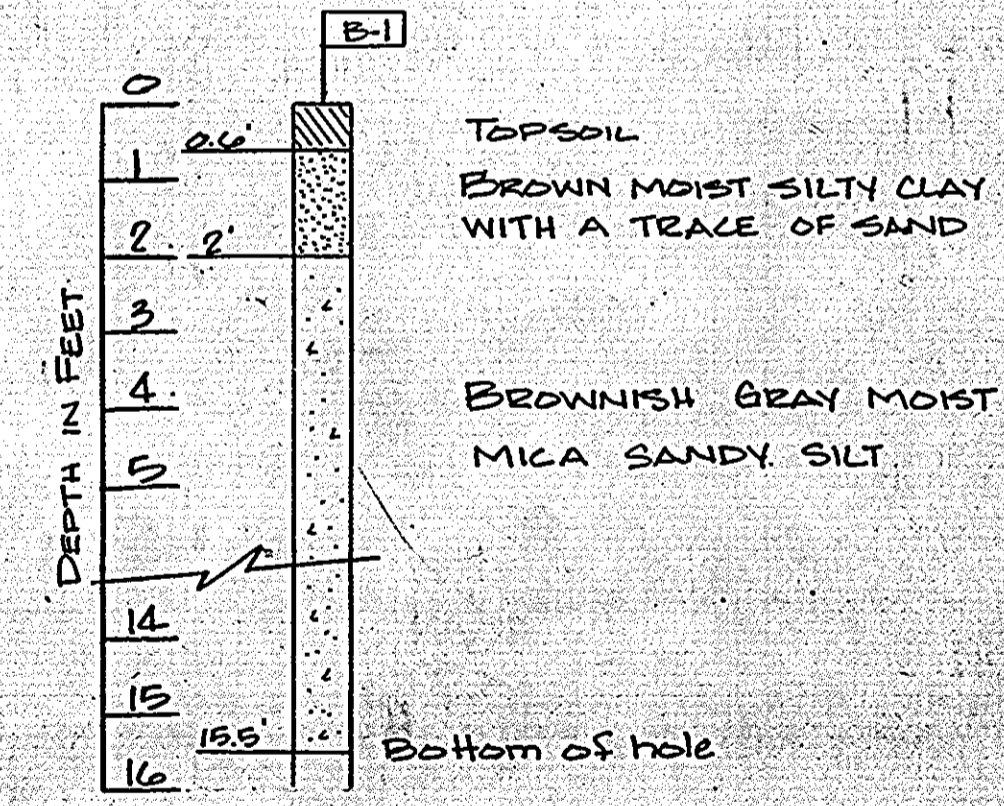 B-1
0
0.6'
TOPSOIL
1
BROWN MOIST SILTY CLAY
WITH A TRACE OF SAND
2
2'
3
DEPTH IN FEET
4
BROWNISH GRAY MOIST
MICA SANDY SILT
5
14
15
15.5'
Bottom of hole
16